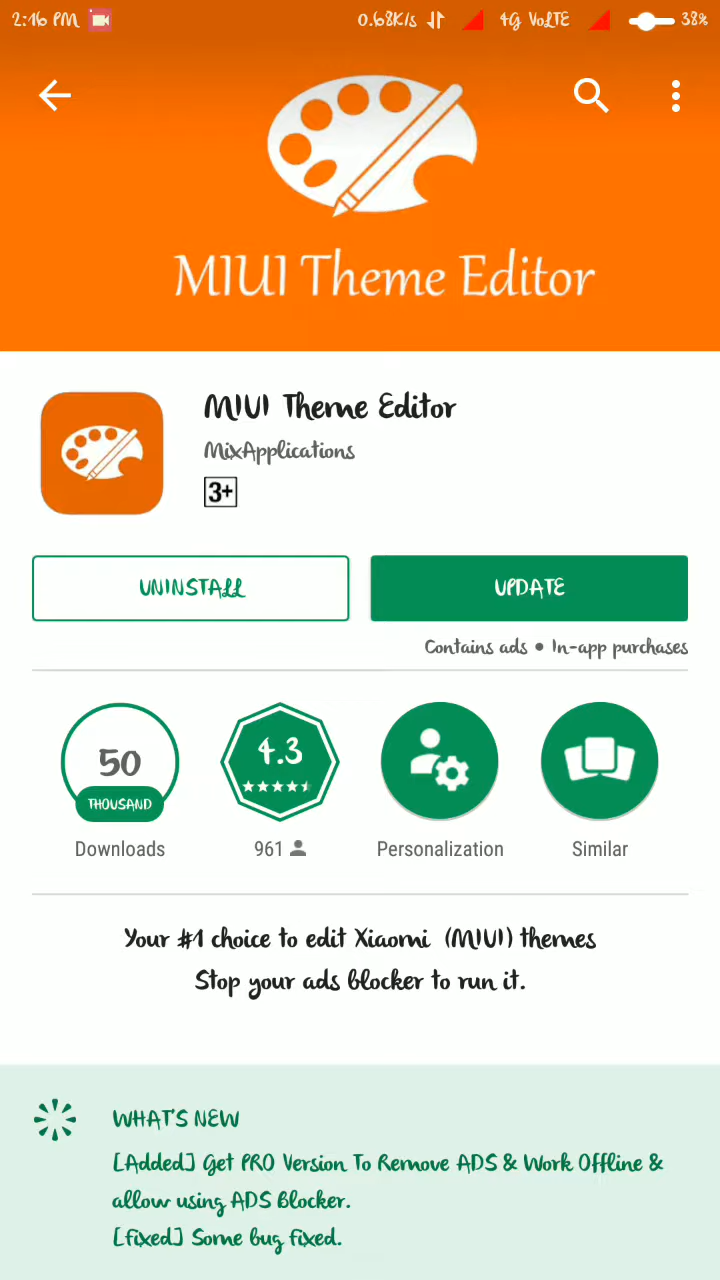 2:16 PM 0.68K/s 4G VoLTE 38%
MIUI Theme Editor
MIUI Theme Editor
MixApplications
3+
UNINSTALL UPDATE
Contains ads • In-app purchases
50 4.3
THOUSAND
Downloads 961 Personalization Similar
Your #1 choice to edit Xiaomi (MIUI) themes
Stop your ads blocker to run it.
WHAT'S NEW
[Added] Get PRO Version To Remove ADS & Work Offline &
allow using ADS Blocker.
[fixed] Some bug fixed.